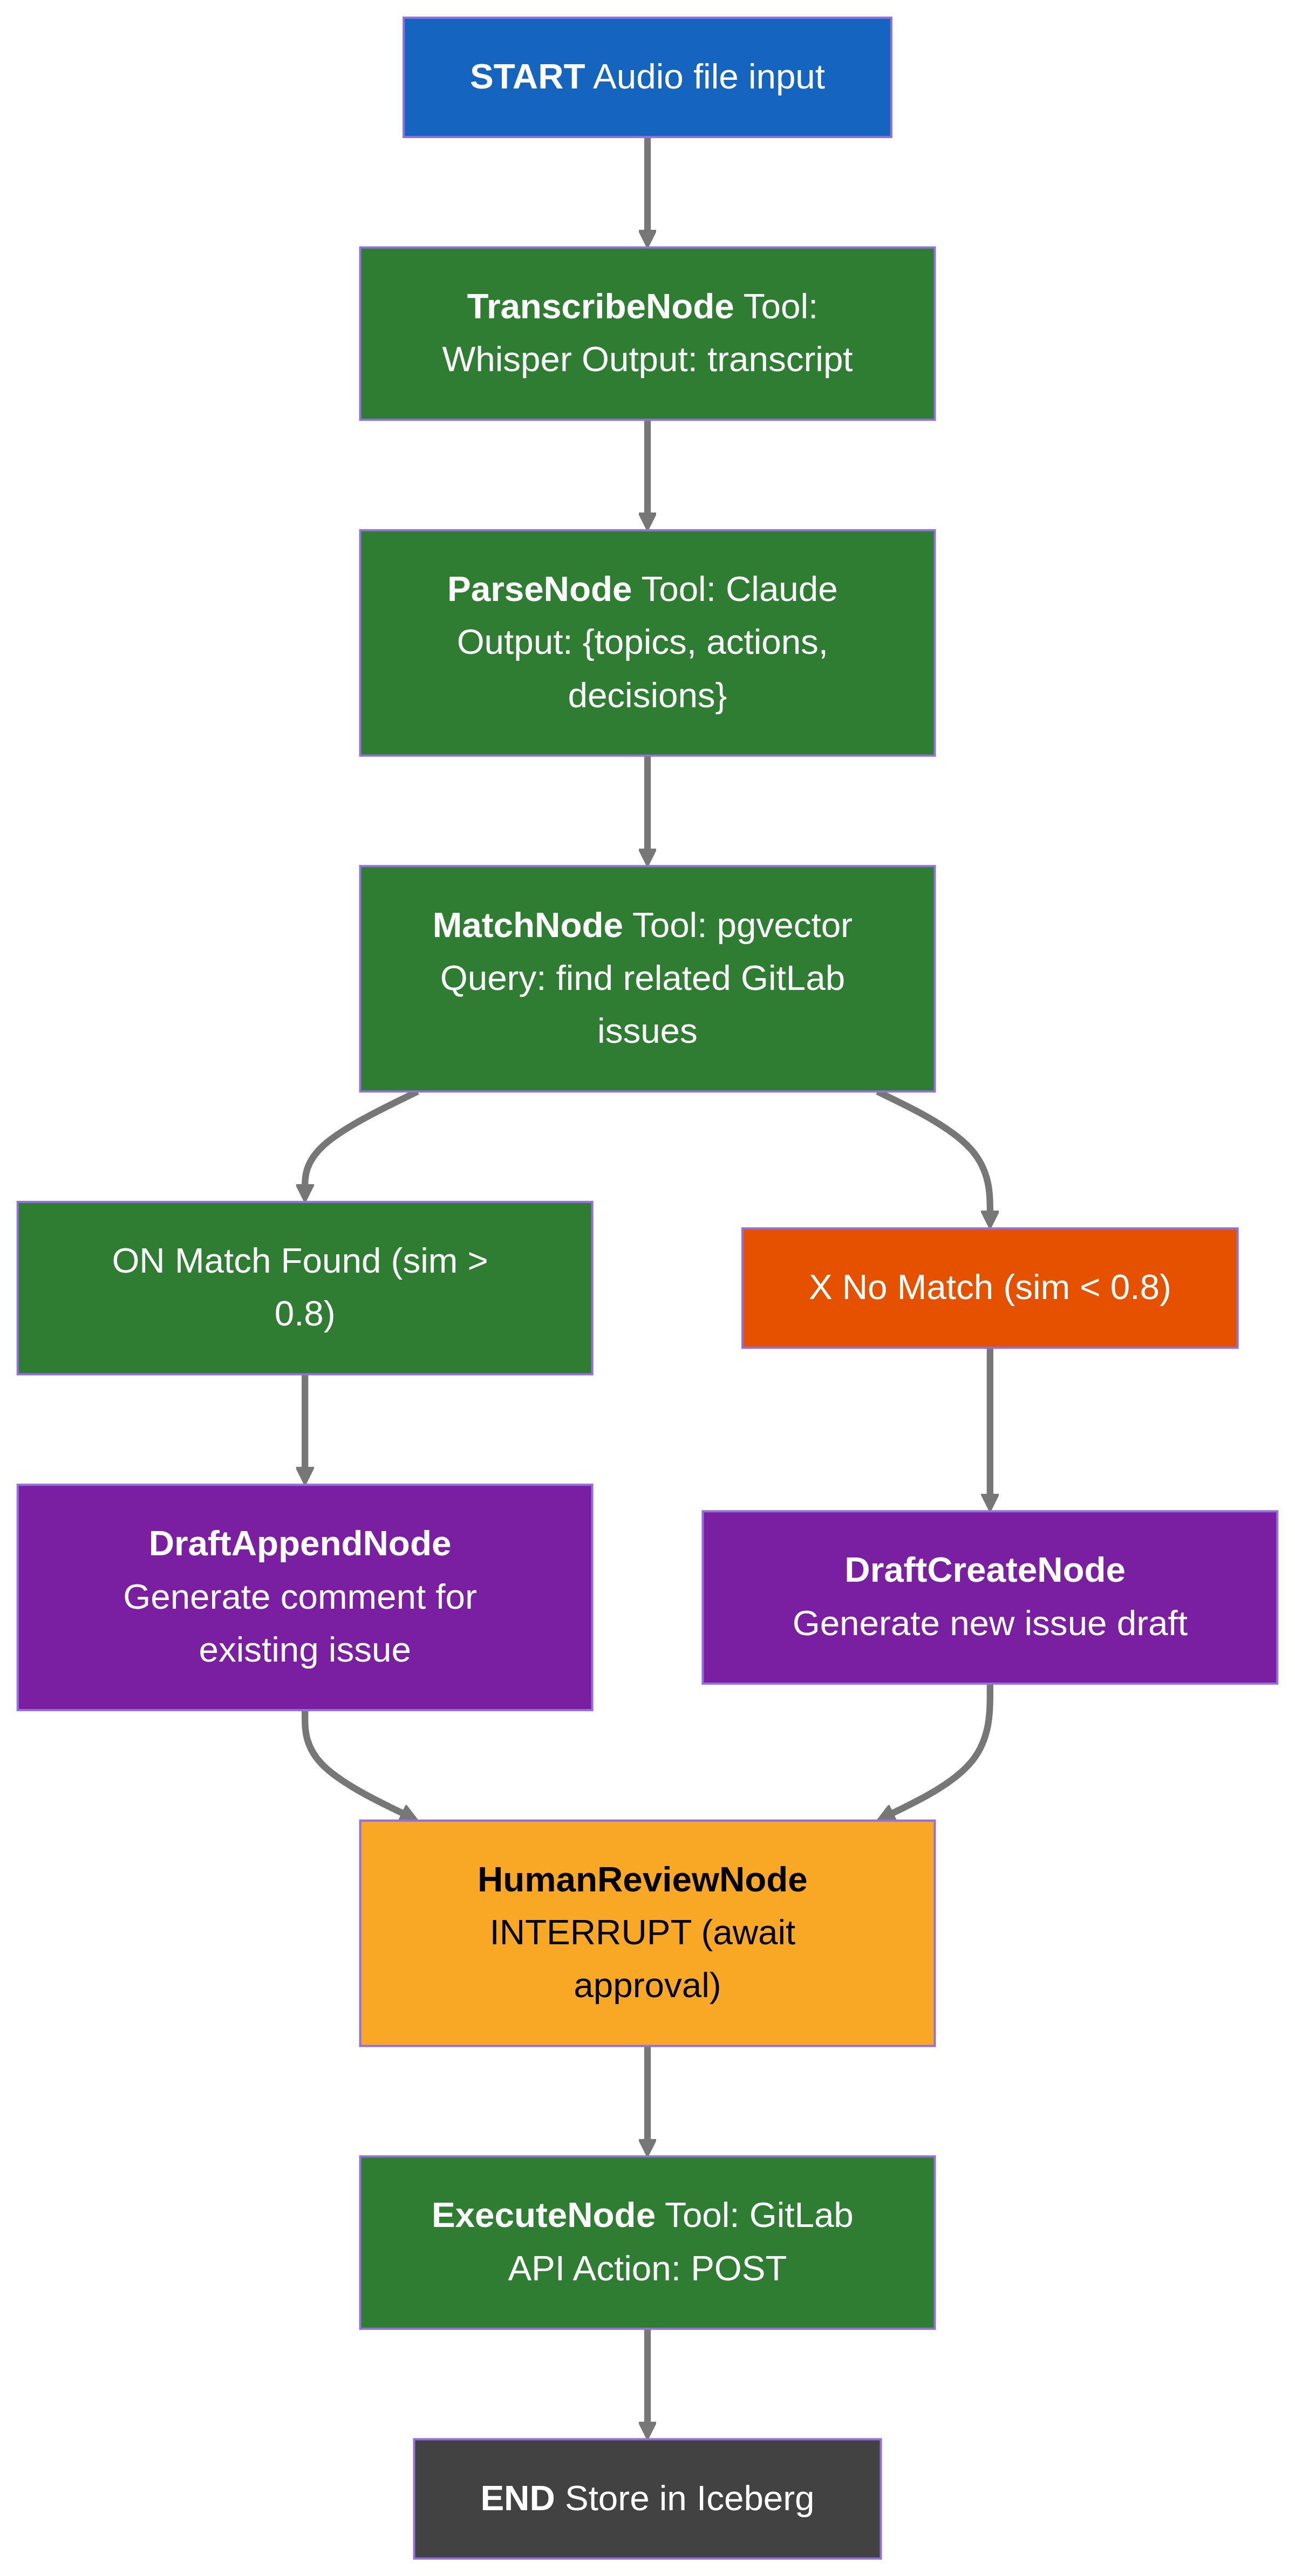 START Audio file input
TranscribeNode Tool:
Whisper Output: transcript
ParseNode Tool: Claude
Output: {topics, actions,
decisions}
MatchNode Tool: pgvector
Query: find related GitLab
issues
ON Match Found (sim >
0.8)
X No Match (sim < 0.8)
DraftAppendNode
Generate comment for
existing issue
DraftCreateNode
Generate new issue draft
HumanReviewNode
INTERRUPT (await
approval)
ExecuteNode Tool: GitLab
API Action: POST
END Store in Iceberg